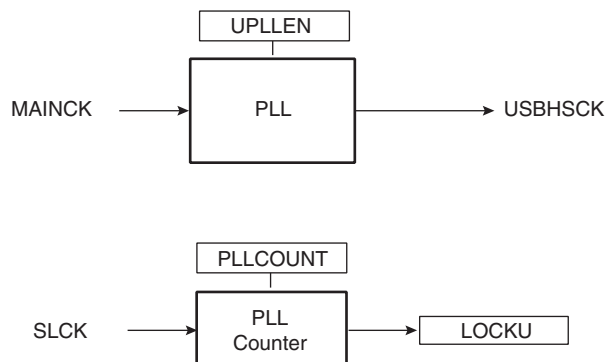 UPLLEN
MAINCK
PLL
USBHSCK
PLLCOUNT
SLCK
PLL
Counter
LOCKU